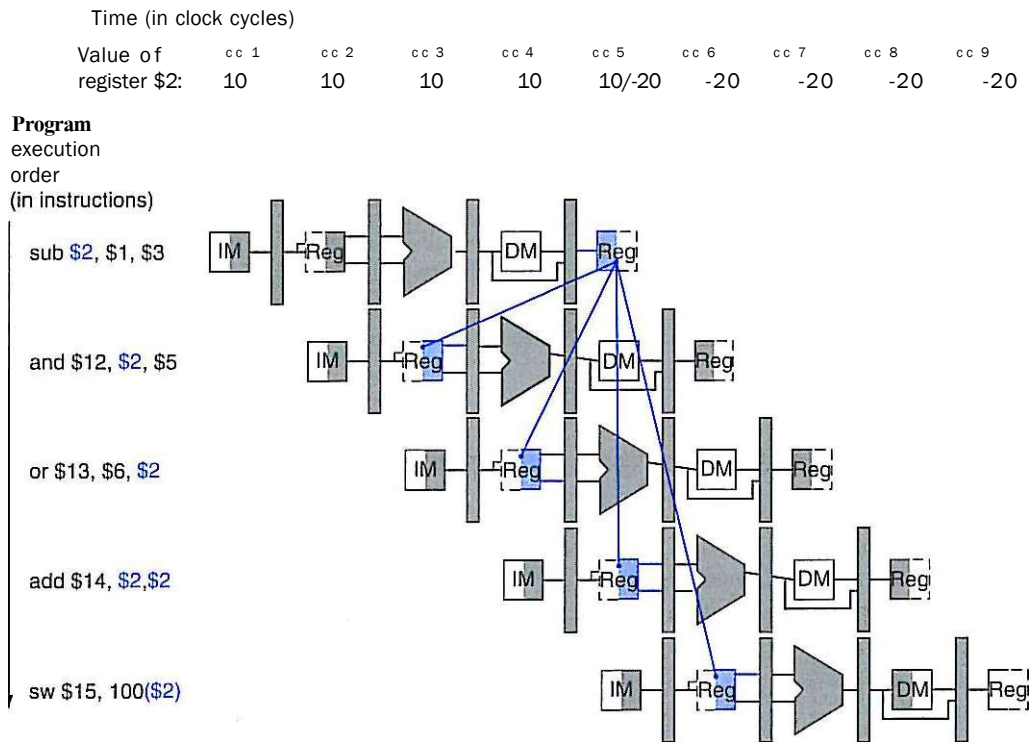 Time (in clock cycles)
Value of cc 1 cc 2 cc 3 cc 4 cc 5 cc 6 cc 7 cc 8 cc 9
register $2: 10 10 10 10 10/-20 -20 -20 -20 -20
Program
execution
order
(in instructions)
sub $2, $1, $3 IM Reg DM Reg
and $12, $2, $5 IM Reg DM Reg
or $13, $6, $2 IM Reg DM Reg
add $14, $2,$2 IM Reg DM Reg
sw $15, 100($2) IM Reg DM Reg